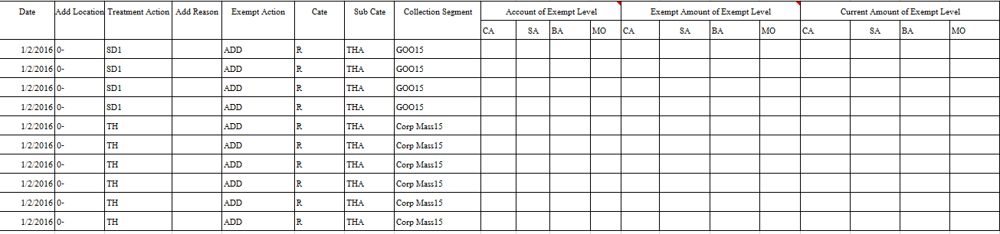 Date Add Location Treatment Action Add Reason Exempt Action Cate Sub Cate Collection Segment Account of Exempt Level Exempt Amount of Exempt Level Current Amount of Exempt Level
CA SA BA MO CA SA BA MO CA SA BA MO
1/2/2016 0- SD1 ADD R THA GOO15
1/2/2016 0- SD1 ADD R THA GOO15
1/2/2016 0- SD1 ADD R THA GOO15
1/2/2016 0- SD1 ADD R THA GOO15
1/2/2016 0- TH ADD R THA Corp Mass15
1/2/2016 0- TH ADD R THA Corp Mass15
1/2/2016 0- TH ADD R THA Corp Mass15
1/2/2016 0- TH ADD R THA Corp Mass15
1/2/2016 0- TH ADD R THA Corp Mass15
1/2/2016 0- TH ADD R THA Corp Mass15